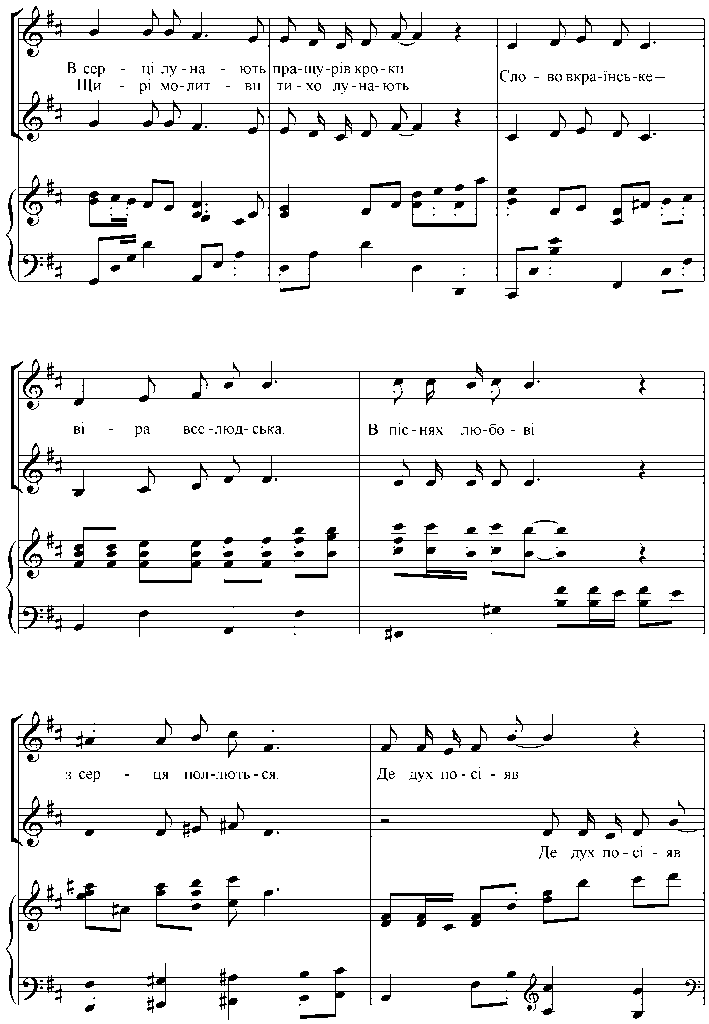 В сер - ці лу - на - ють пра - щу - рів кро - ки
Щи - рі мо - лит - ви ти - хо лу - на - ють
Сло - во вкра - їнсь - ке —
ві - ра все - люд - ська. В піс - нях лю - бо - ві
з сер - ця пол - лють - ся. Де дух по - сі - яв
Де дух по - сі - яв